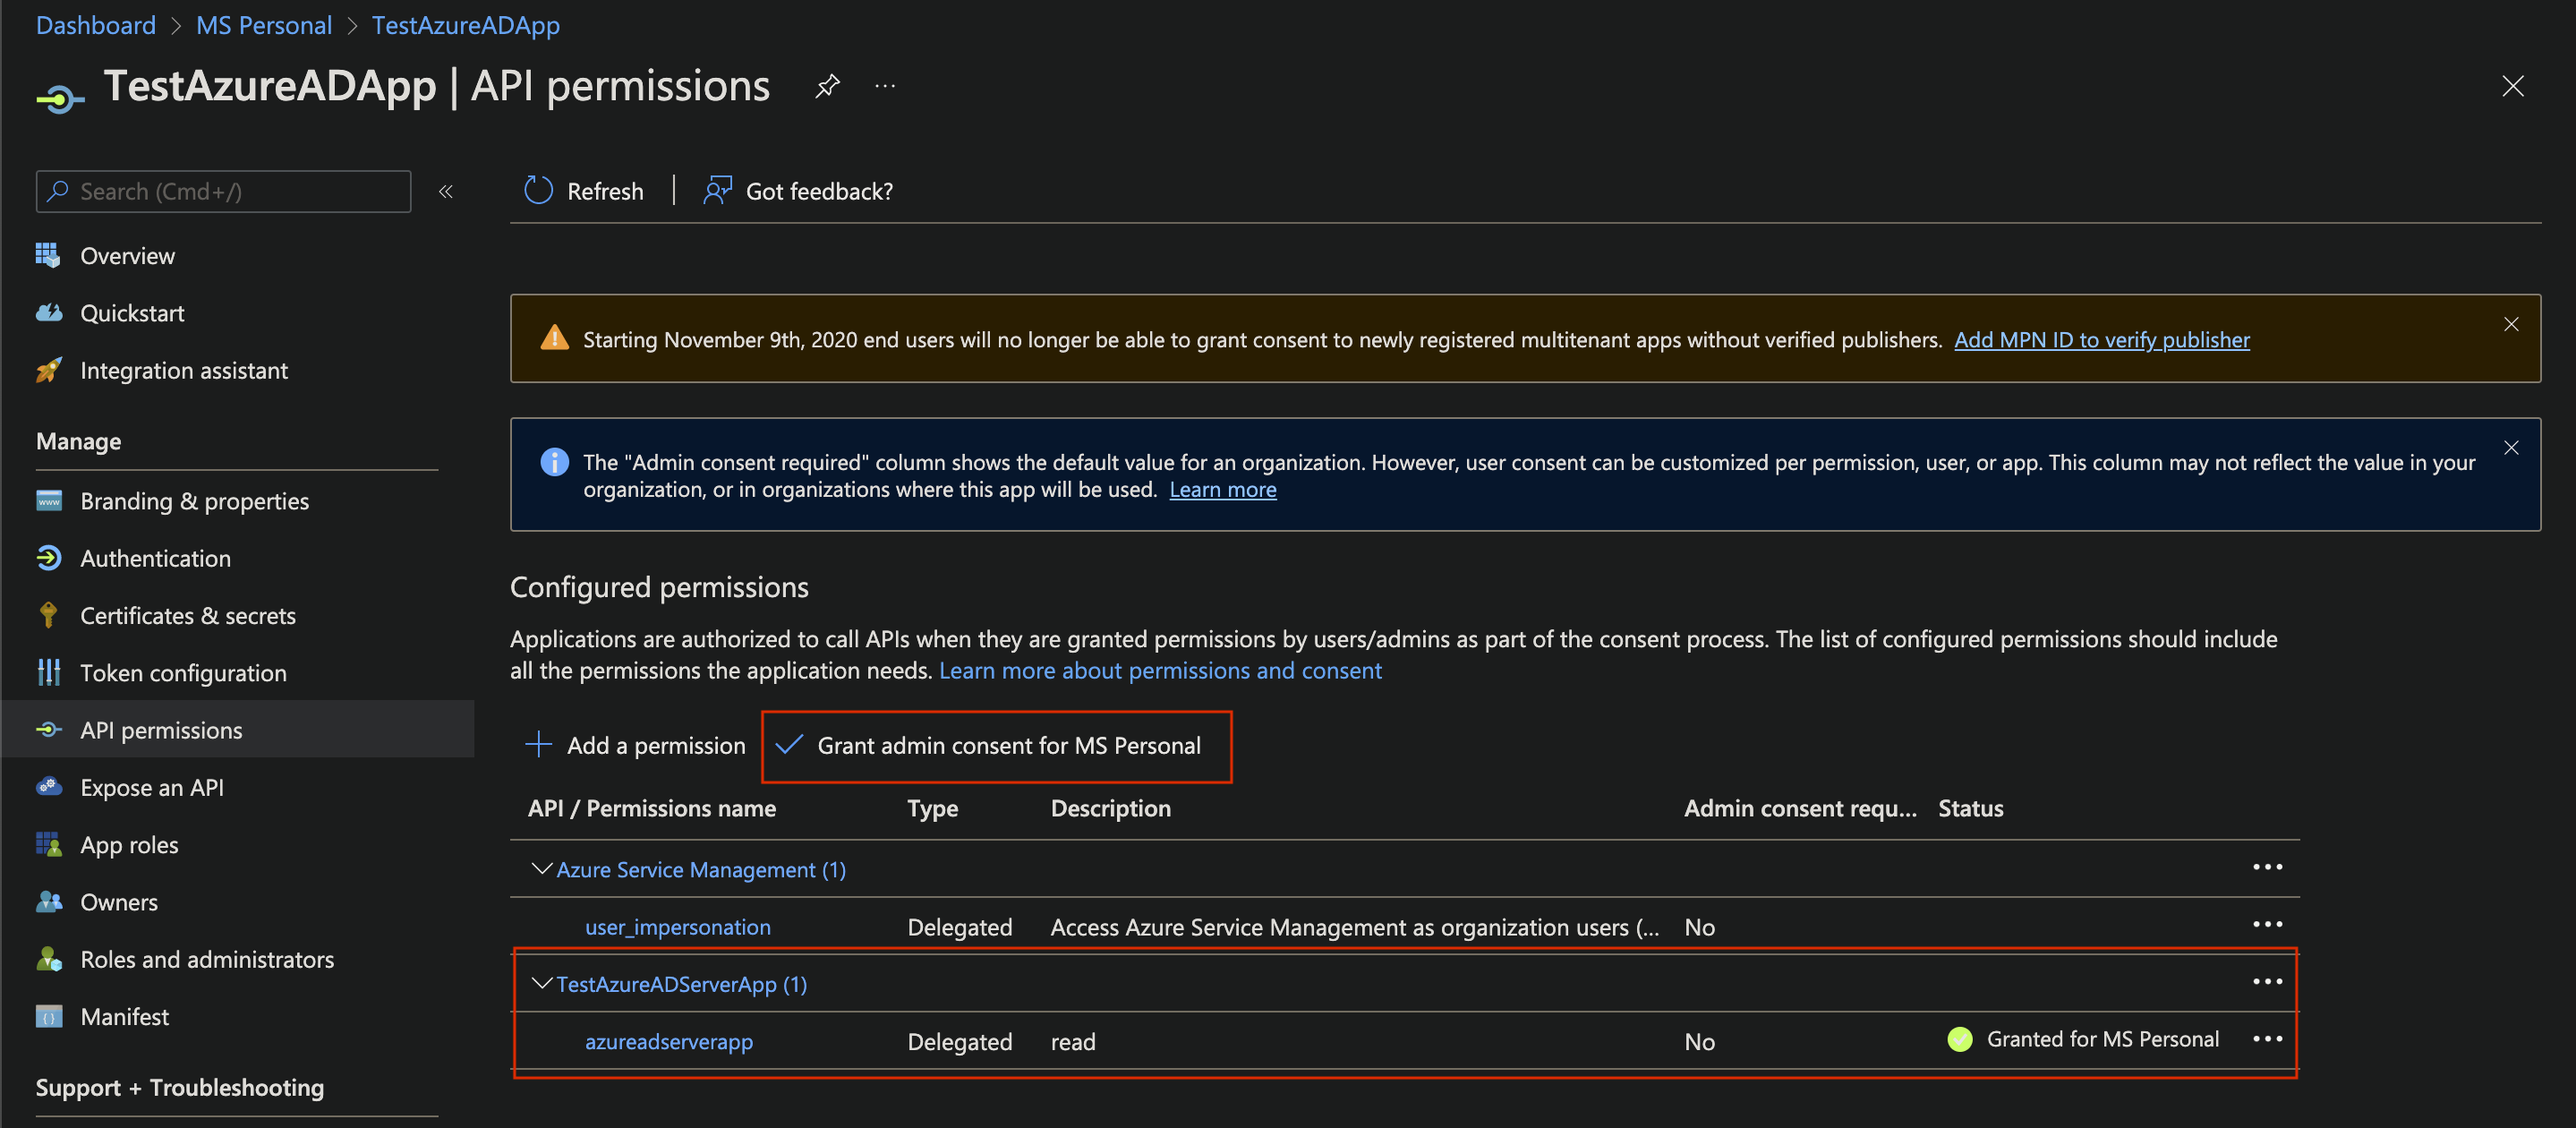 Dashboard > MS Personal > TestAzureADApp
TestAzureADApp | API permissions ...
Search (Cmd+/)
«
Overview
Quickstart
Integration assistant
Manage
Branding & properties
Authentication
Certificates & secrets
Token configuration
API permissions
Expose an API
App roles
Owners
Roles and administrators
Manifest
Support + Troubleshooting
Refresh | Got feedback?
Starting November 9th, 2020 end users will no longer be able to grant consent to newly registered multitenant apps without verified publishers. Add MPN ID to verify publisher
The "Admin consent required" column shows the default value for an organization. However, user consent can be customized per permission, user, or app. This column may not reflect the value in your
organization, or in organizations where this app will be used. Learn more
Configured permissions
Applications are authorized to call APIs when they are granted permissions by users/admins as part of the consent process. The list of configured permissions should include
all the permissions the application needs. Learn more about permissions and consent
Add a permission Grant admin consent for MS Personal
API / Permissions name Type Description Admin consent requ... Status
Azure Service Management (1) ...
user_impersonation Delegated Access Azure Service Management as organization users (... No ...
TestAzureADServerApp (1) ...
azureadserverapp Delegated read No Granted for MS Personal ...